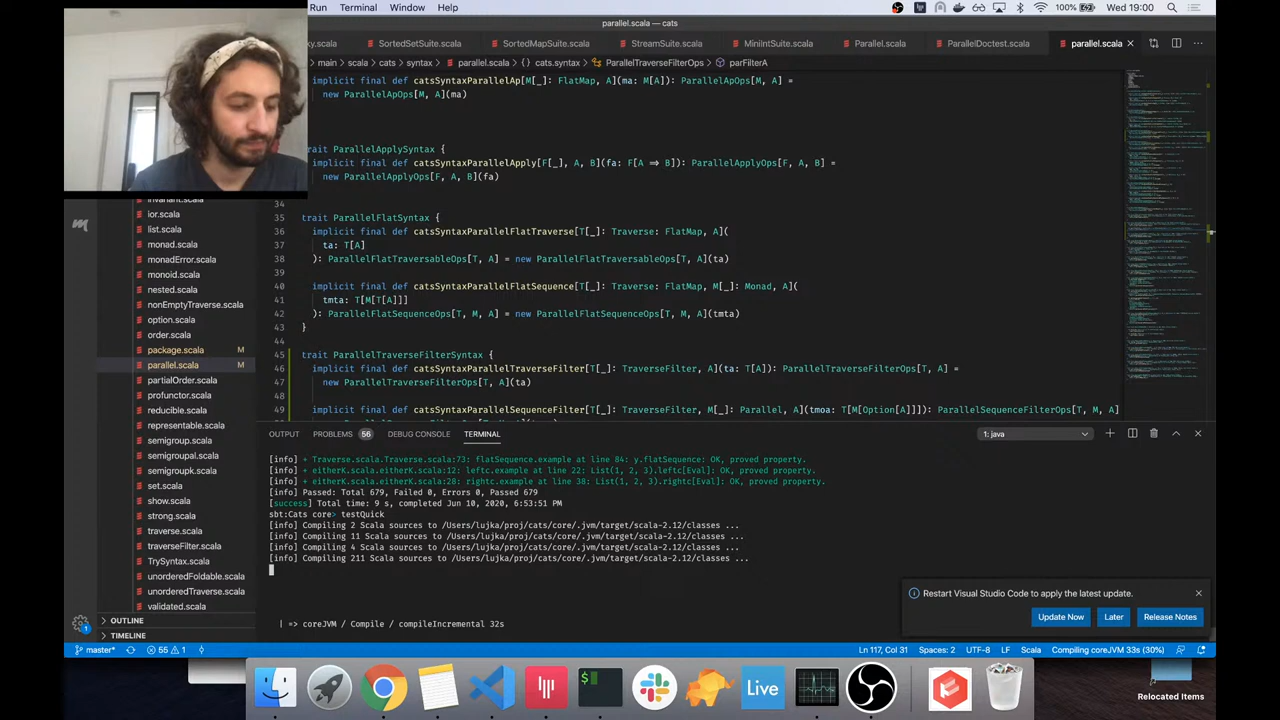 Run Terminal Window Help
100% Wed 19:00
parallel.scala — cats
xy.scala SortedSetSuite.scala SortedMapSuite.scala StreamSuite.scala MiniIntSuite.scala Parallel.scala ParallelDoctest.scala parallel.scala
main > scala > cats > syntax > parallel.scala > {} cats.syntax > ParallelTraverseFilterOps > parFilterA
implicit final def catsSyntaxParallelAp[M[_]: FlatMap, A](ma: M[A]): ParallelApOps[M, A] =
new ParallelApOps[M, A](ma)
ParallelApplySyntax {
implicit final def catsSyntaxParallelApply[F[_], A, B](fa: F[A => B]): ParallelApplyOps[F, A, B] =
new ParallelApplyOps[F, A, B](fa)
34
35 trait ParallelFlatSyntax {
36 implicit final def catsSyntaxParallelFlatTraverse[T[_]: Traverse: FlatMap, A](
37 ta: T[A]
38 ): ParallelFlatTraversableOps[T, A] = new ParallelFlatTraversableOps[T, A](ta)
39
40 implicit final def catsSyntaxParallelFlatSequence[T[_]: Traverse: FlatMap, M[_]: Monad, A](
41 tmta: T[M[T[A]]]
42 ): ParallelFlatSequenceOps[T, M, A] = new ParallelFlatSequenceOps[T, M, A](tmta)
43 }
44
45 trait ParallelTraverseFilterSyntax {
46 implicit final def catsSyntaxParallelTraverseFilter[T[_]: TraverseFilter, A](ta: T[A]): ParallelTraverseFilterOps[T, A] =
47 new ParallelTraverseFilterOps[T, A](ta)
48
49 implicit final def catsSyntaxParallelSequenceFilter[T[_]: TraverseFilter, M[_]: Parallel, A](tmoa: T[M[Option[A]]]): ParallelSequenceFilterOps[T, M, A]
invariant.scala
ior.scala
list.scala
monad.scala
monadError.scala
monoid.scala
nested.scala
nonEmptyTraverse.scala
option.scala
order.scala
package.scala M
parallel.scala M
partialOrder.scala
profunctor.scala
reducible.scala
representable.scala
semigroup.scala
semigroupal.scala
semigroupk.scala
set.scala
show.scala
strong.scala
traverse.scala
traverseFilter.scala
TrySyntax.scala
unorderedFoldable.scala
unorderedTraverse.scala
validated.scala
OUTLINE
TIMELINE
OUTPUT PROBLEMS 56 DEBUG CONSOLE TERMINAL 1: java
[info] + Traverse.scala.Traverse.scala:73: flatSequence.example at line 84: y.flatSequence: OK, proved property.
[info] + eitherK.scala.eitherK.scala:12: leftc.example at line 22: List(1, 2, 3).leftc[Eval]: OK, proved property.
[info] + eitherK.scala.eitherK.scala:28: rightc.example at line 38: List(1, 2, 3).rightc[Eval]: OK, proved property.
[info] Passed: Total 679, Failed 0, Errors 0, Passed 679
[success] Total time: 9 s, completed Jun 10, 2020, 6:53:51 PM
sbt:Cats core> testQuick
[info] Compiling 2 Scala sources to /Users/lujka/proj/cats/core/.jvm/target/scala-2.12/classes ...
[info] Compiling 11 Scala sources to /Users/lujka/proj/cats/core/.jvm/target/scala-2.12/classes ...
[info] Compiling 4 Scala sources to /Users/lujka/proj/cats/core/.jvm/target/scala-2.12/classes ...
[info] Compiling 211 Scala sources to /Users/lujka/proj/cats/core/.jvm/target/scala-2.12/classes ...
| => coreJVM / Compile / compileIncremental 32s
Restart Visual Studio Code to apply the latest update.
Update Now Later Release Notes
1
master* 55 1 Ln 117, Col 31 Spaces: 2 UTF-8 LF Scala Compiling coreJVM 33s (30%)
$
Live
Relocated Items